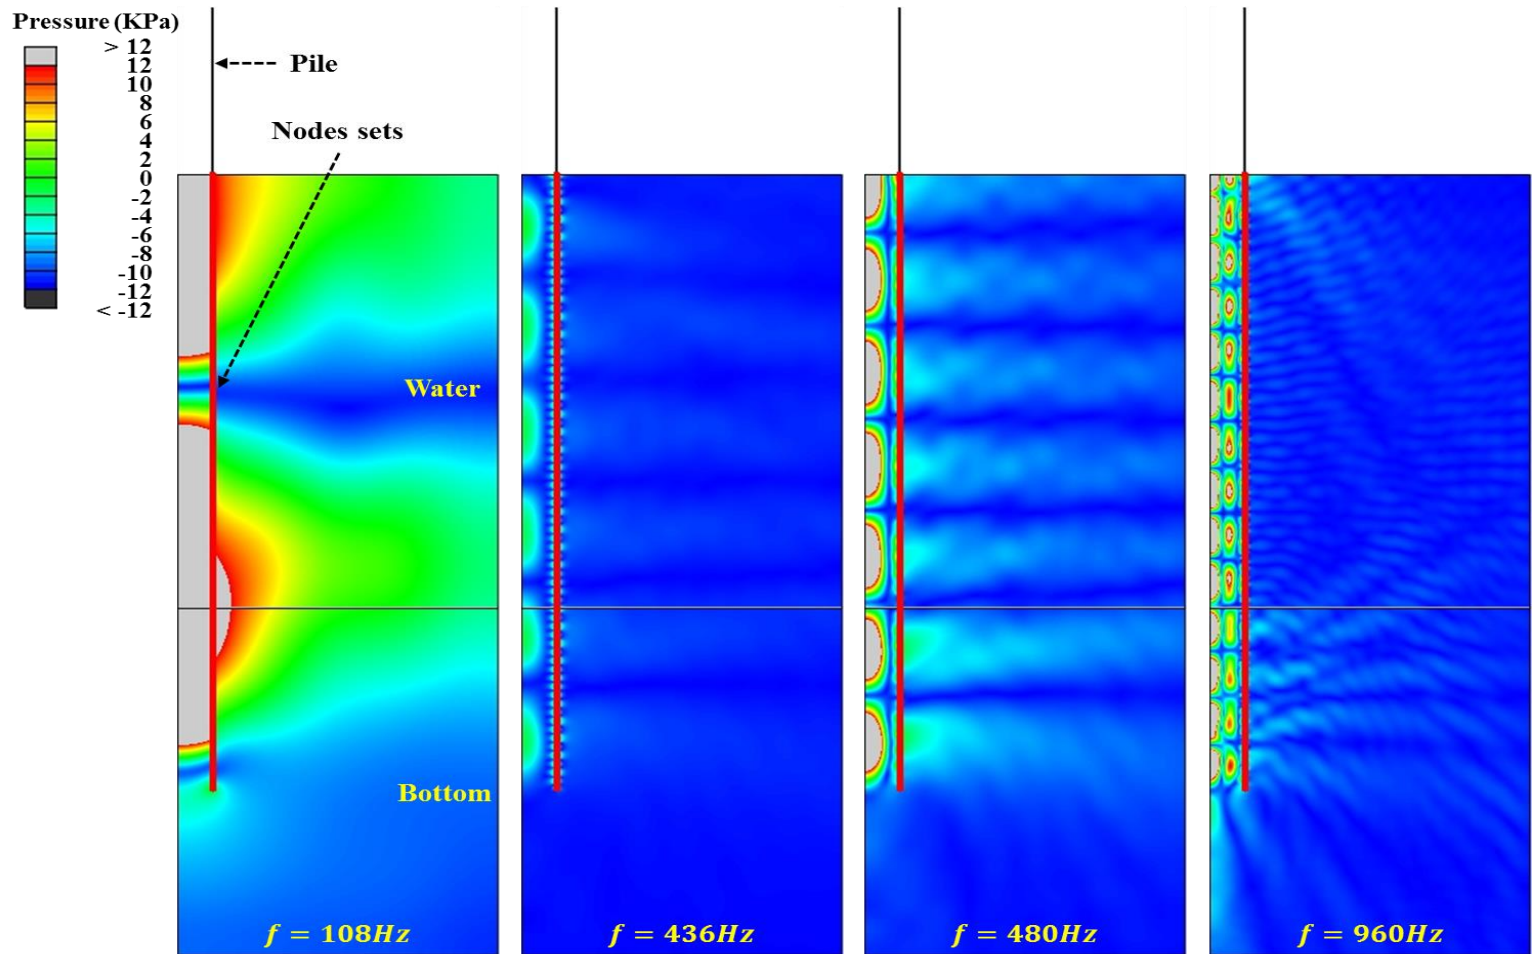 Pressure (KPa)
> 12
12
10
8
6
4
2
0
-2
-4
-6
-8
-10
-12
< -12
Pile
Nodes sets
Water
Bottom
f = 108Hz
f = 436Hz
f = 480Hz
f = 960Hz